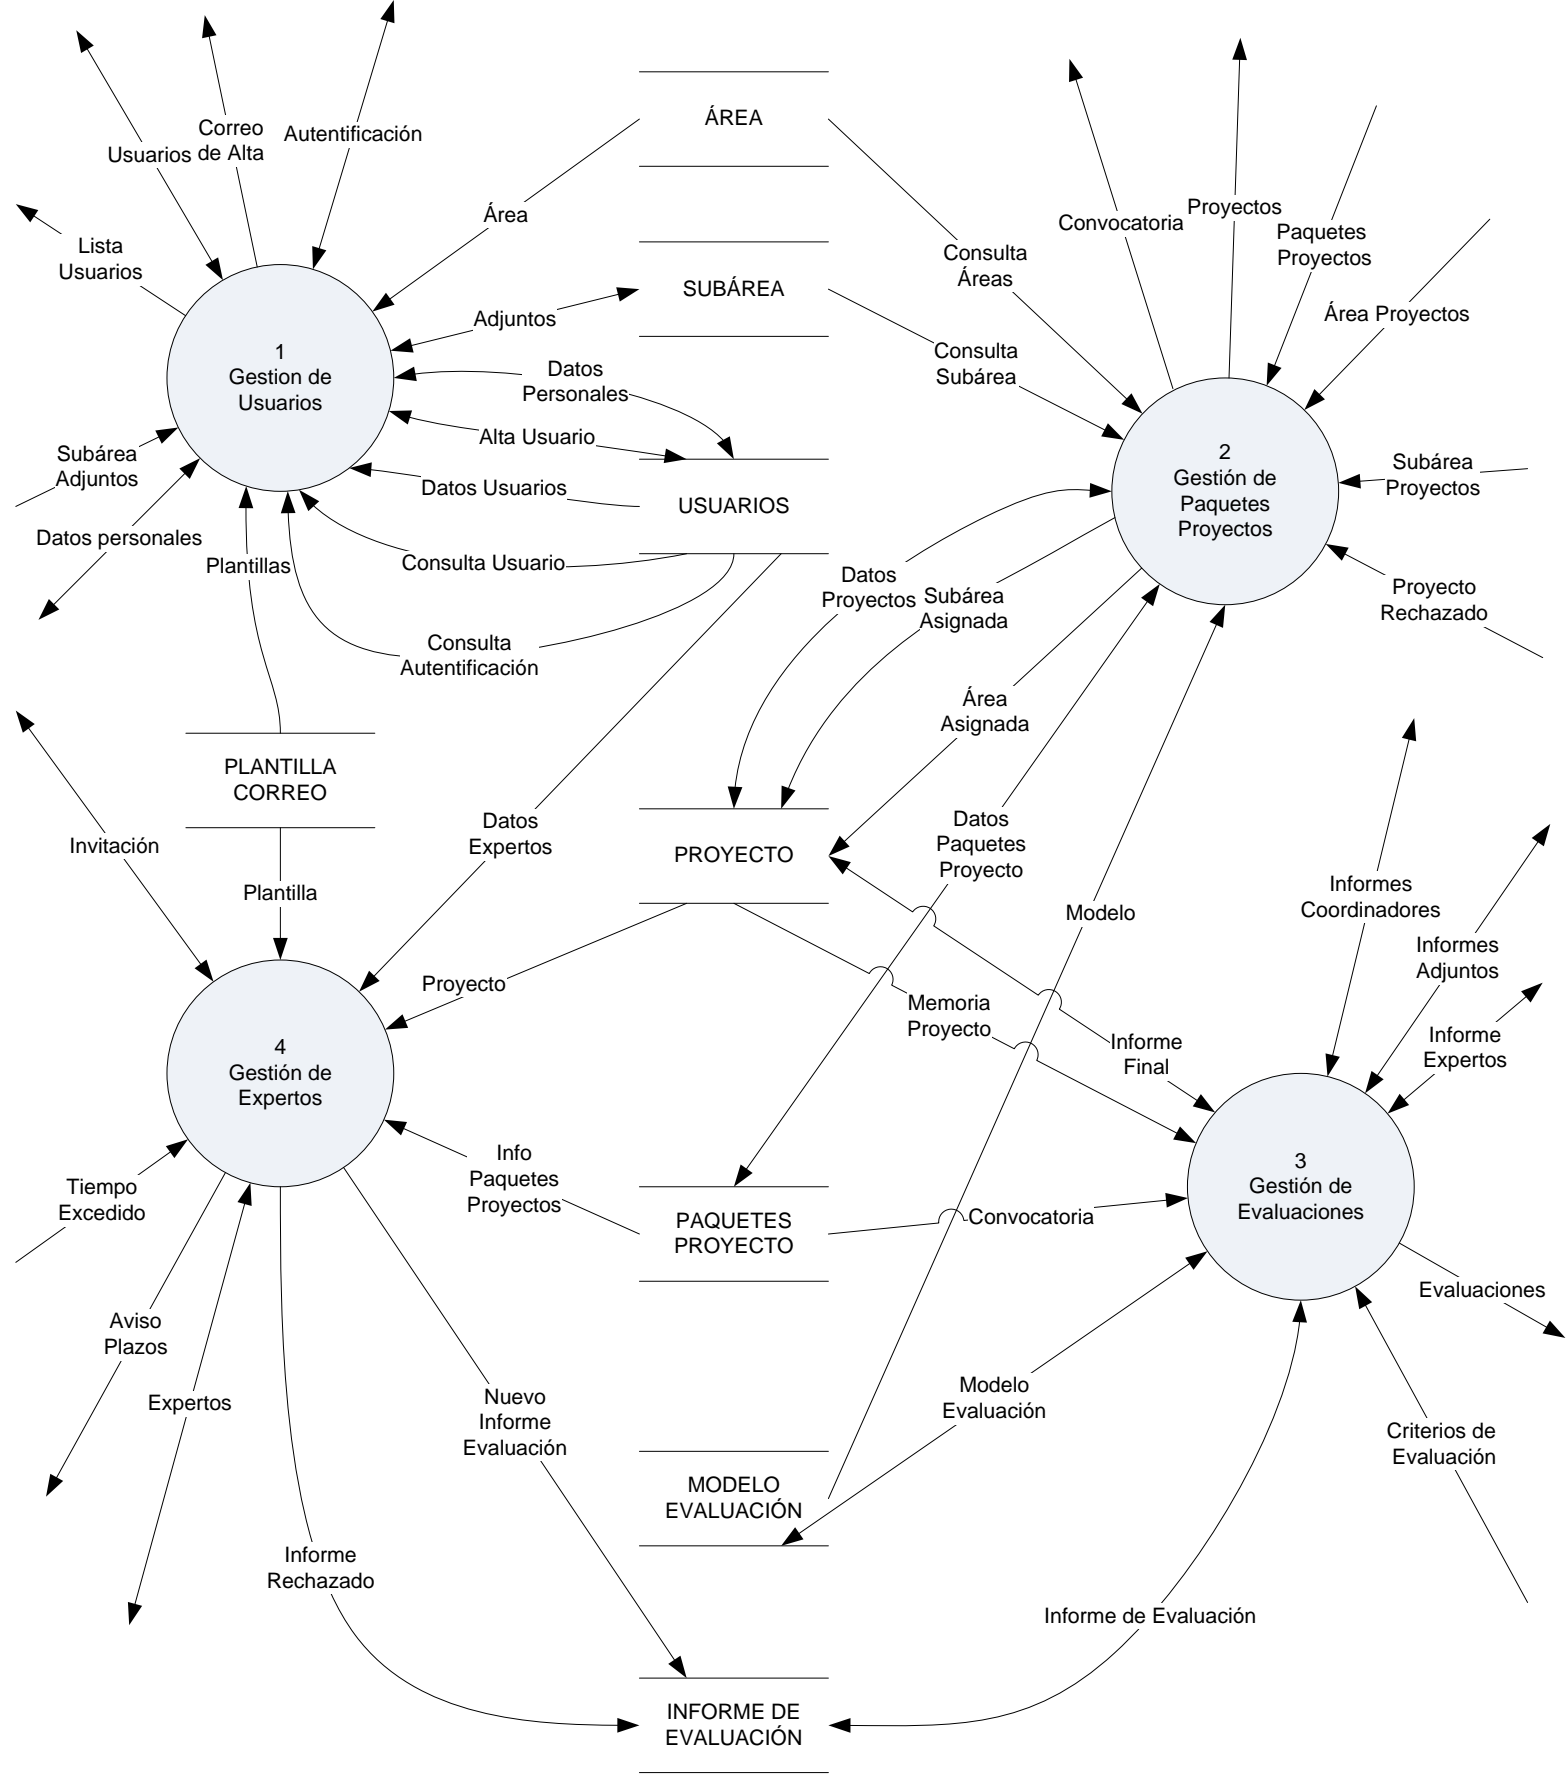 ÁREA
Correo
de Alta
Autentificación
Usuarios
Proyectos
Convocatoria
Paquetes
Proyectos
Área
Lista
Usuarios
Consulta
Áreas
SUBÁREA
Adjuntos
Área Proyectos
Consulta
Subárea
1
Gestion de
Usuarios
Datos
Personales
Alta Usuario
Subárea
Adjuntos
2
Gestión de
Paquetes
Proyectos
Subárea
Proyectos
Datos Usuarios
USUARIOS
Datos personales
Plantillas
Consulta Usuario
Datos
Proyectos
Subárea
Asignada
Proyecto
Rechazado
Consulta
Autentificación
Área
Asignada
PLANTILLA
CORREO
Invitación
Datos
Expertos
PROYECTO
Datos
Paquetes
Proyecto
Plantilla
Modelo
Informes
Coordinadores
Informes
Adjuntos
Proyecto
Memoria
Proyecto
Informe
Final
Informe
Expertos
4
Gestión de
Expertos
Info
Paquetes
Proyectos
3
Gestión de
Evaluaciones
Tiempo
Excedido
PAQUETES
PROYECTO
Convocatoria
Evaluaciones
Aviso
Plazos
Expertos
Nuevo
Informe
Evaluación
Modelo
Evaluación
Criterios de
Evaluación
MODELO
EVALUACIÓN
Informe
Rechazado
Informe de Evaluación
INFORME DE
EVALUACIÓN